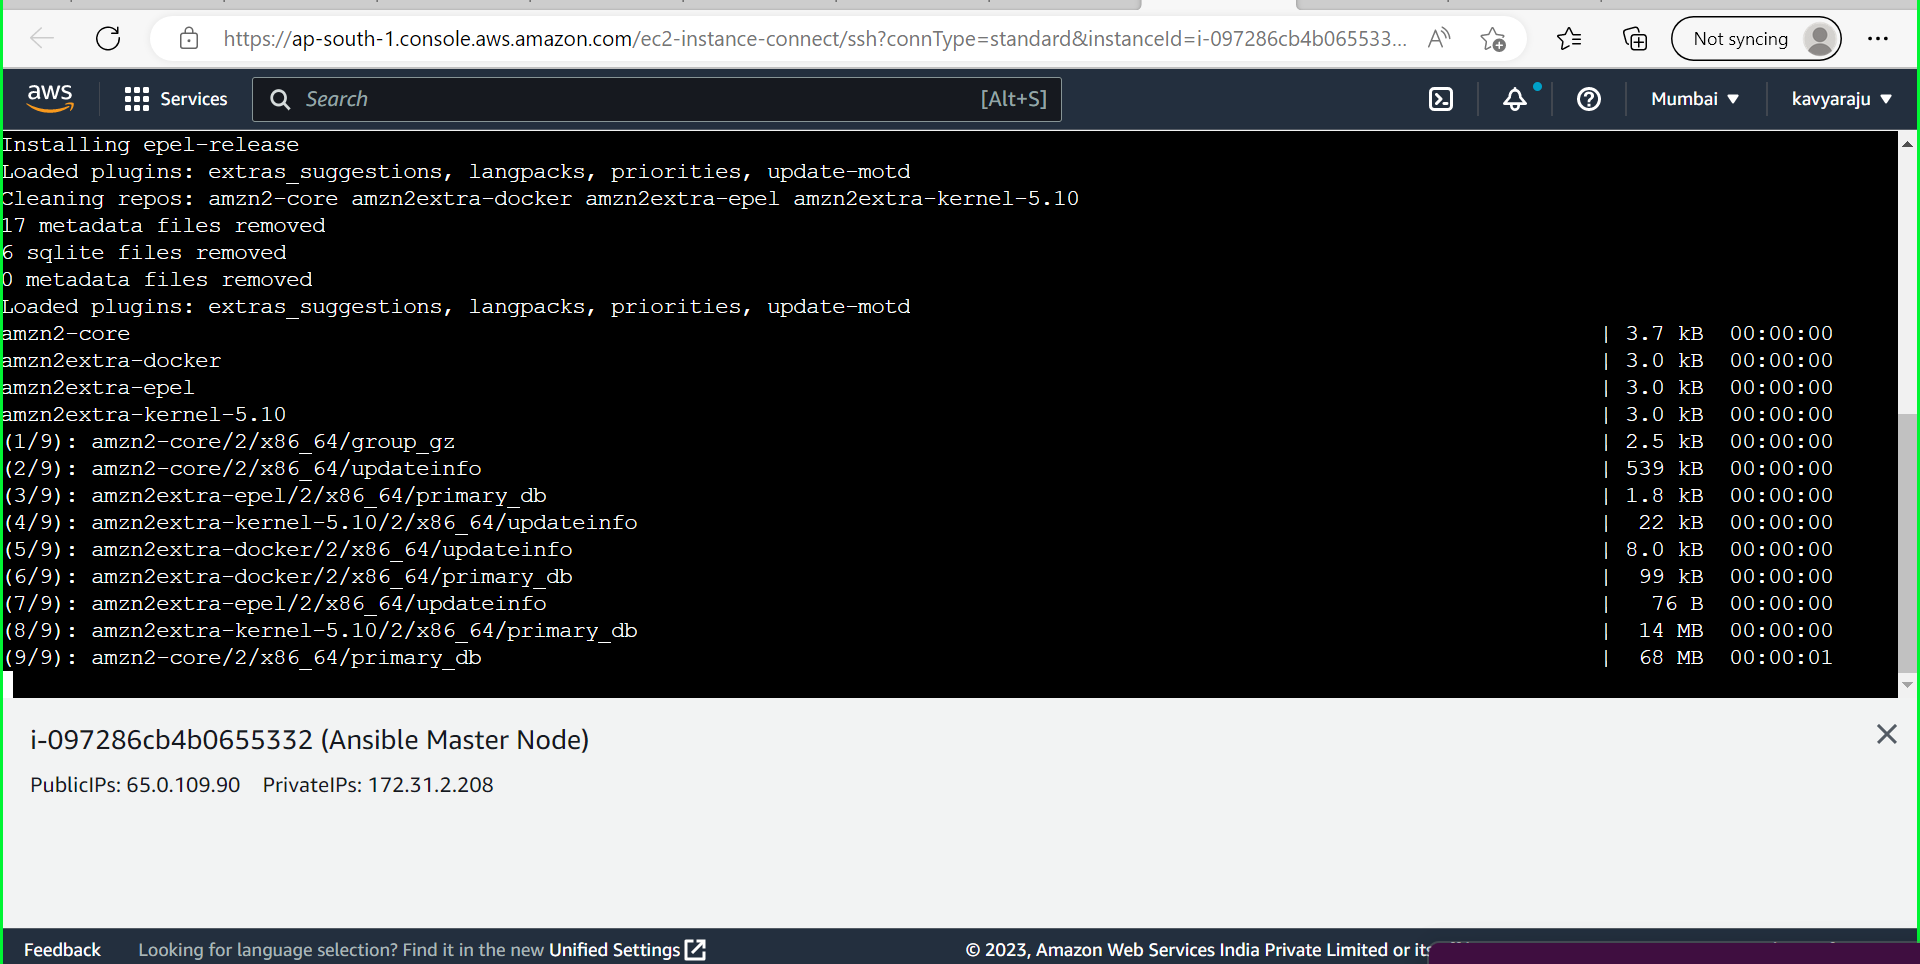 https://ap-south-1.console.aws.amazon.com/ec2-instance-connect/ssh?connType=standard&instanceId=i-097286cb4b065533...
Not syncing
aws
Services
Search
[Alt+S]
Mumbai
kavyaraju
Installing epel-release
Loaded plugins: extras_suggestions, langpacks, priorities, update-motd
Cleaning repos: amzn2-core amzn2extra-docker amzn2extra-epel amzn2extra-kernel-5.10
17 metadata files removed
6 sqlite files removed
0 metadata files removed
Loaded plugins: extras_suggestions, langpacks, priorities, update-motd
amzn2-core | 3.7 kB 00:00:00
amzn2extra-docker | 3.0 kB 00:00:00
amzn2extra-epel | 3.0 kB 00:00:00
amzn2extra-kernel-5.10 | 3.0 kB 00:00:00
(1/9): amzn2-core/2/x86_64/group_gz | 2.5 kB 00:00:00
(2/9): amzn2-core/2/x86_64/updateinfo | 539 kB 00:00:00
(3/9): amzn2extra-epel/2/x86_64/primary_db | 1.8 kB 00:00:00
(4/9): amzn2extra-kernel-5.10/2/x86_64/updateinfo | 22 kB 00:00:00
(5/9): amzn2extra-docker/2/x86_64/updateinfo | 8.0 kB 00:00:00
(6/9): amzn2extra-docker/2/x86_64/primary_db | 99 kB 00:00:00
(7/9): amzn2extra-epel/2/x86_64/updateinfo | 76 B 00:00:00
(8/9): amzn2extra-kernel-5.10/2/x86_64/primary_db | 14 MB 00:00:00
(9/9): amzn2-core/2/x86_64/primary_db | 68 MB 00:00:01
i-097286cb4b0655332 (Ansible Master Node)
PublicIPs: 65.0.109.90 PrivateIPs: 172.31.2.208
Feedback
Looking for language selection? Find it in the new Unified Settings
© 2023, Amazon Web Services India Private Limited or its